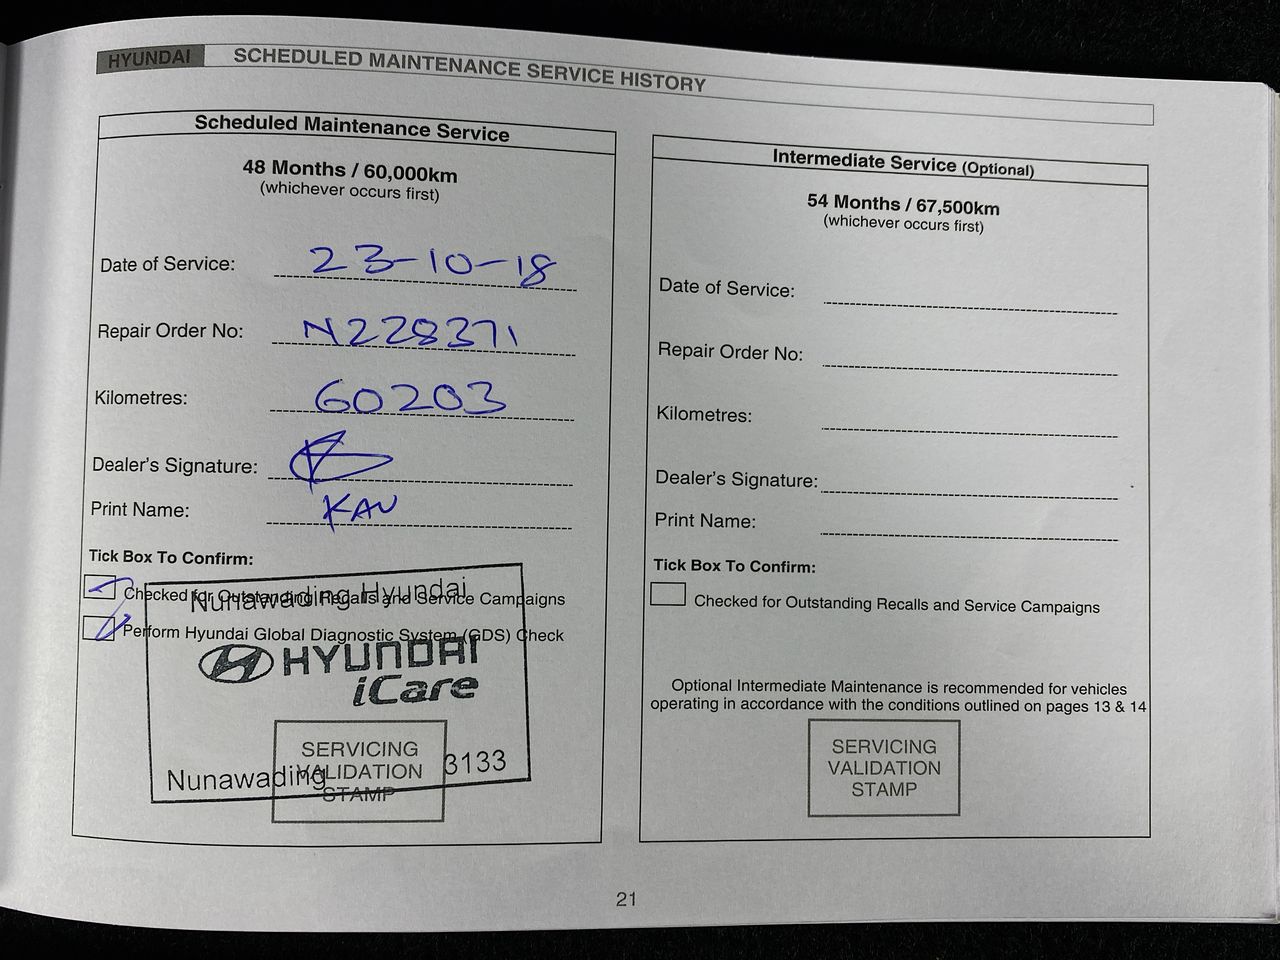 HYUNDAI SCHEDULED MAINTENANCE SERVICE HISTORY
Scheduled Maintenance Service
48 Months / 60,000km
(whichever occurs first)
Date of Service: 23-10-18
Repair Order No: N228371
Kilometres: 60203
Dealer's Signature:
Print Name: KAV
Tick Box To Confirm:
Checked for Outstanding Recalls and Service Campaigns
Perform Hyundai Global Diagnostic System (GDS) Check
Nunawading Hyundai
HYUNDAI
iCare
Nunawading 3133
SERVICING
VALIDATION
STAMP
Intermediate Service (Optional)
54 Months / 67,500km
(whichever occurs first)
Date of Service:
Repair Order No:
Kilometres:
Dealer's Signature:
Print Name:
Tick Box To Confirm:
Checked for Outstanding Recalls and Service Campaigns
Optional Intermediate Maintenance is recommended for vehicles
operating in accordance with the conditions outlined on pages 13 & 14
SERVICING
VALIDATION
STAMP
21